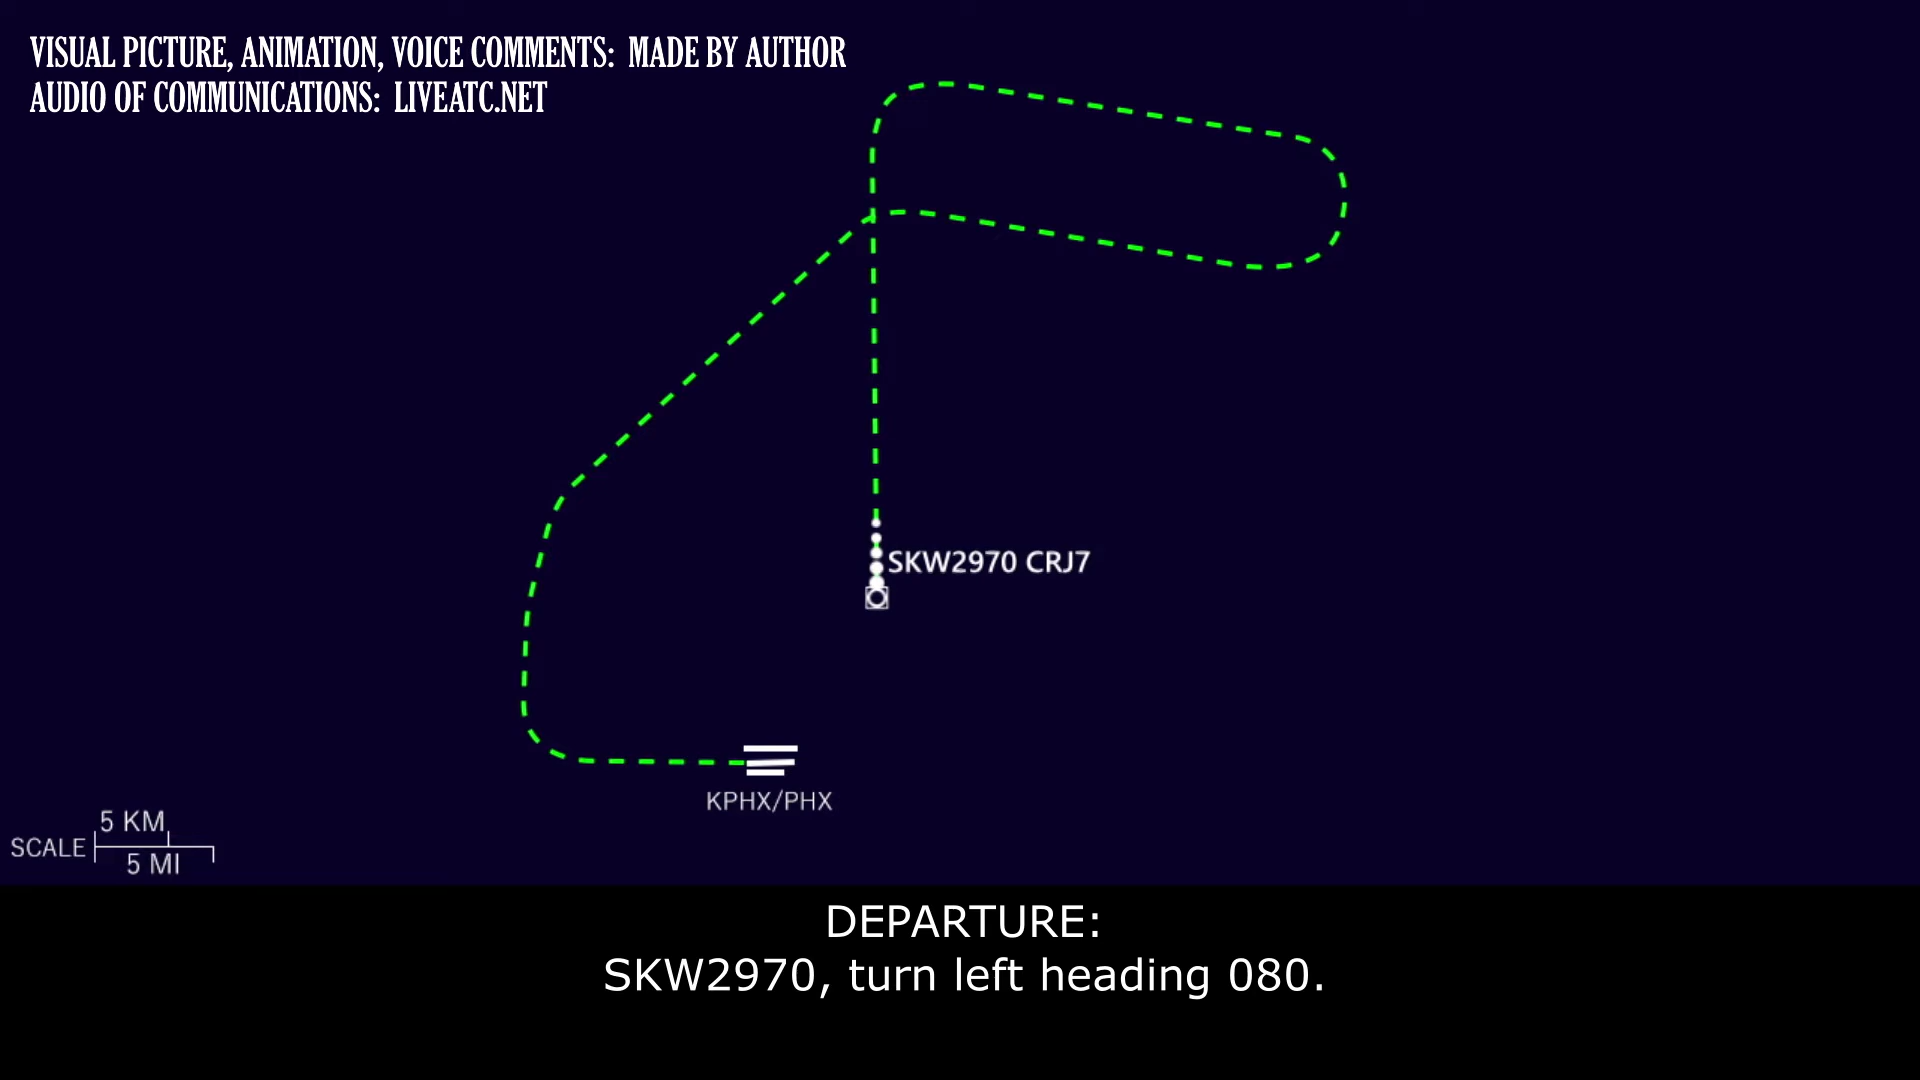 VISUAL PICTURE, ANIMATION, VOICE COMMENTS: MADE BY AUTHOR
AUDIO OF COMMUNICATIONS: LIVEATC.NET
SKW2970 CRJ7
KPHX/PHX
5 KM
SCALE
5 MI
DEPARTURE:
SKW2970, turn left heading 080.